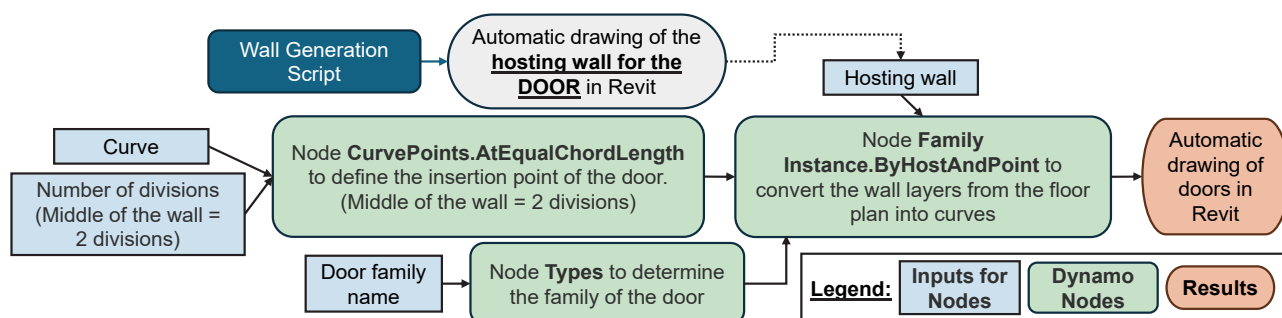 Wall Generation
Script
Automatic drawing of the
hosting wall for the
DOOR in Revit
Hosting wall
Curve
Number of divisions
(Middle of the wall =
2 divisions)
Node CurvePoints.AtEqualChordLength
to define the insertion point of the door.
(Middle of the wall = 2 divisions)
Node Family
Instance.ByHostAndPoint to
convert the wall layers from the floor
plan into curves
Automatic
drawing of
doors in
Revit
Door family
name
Node Types to determine
the family of the door
Legend:
Inputs for
Nodes
Dynamo
Nodes
Results